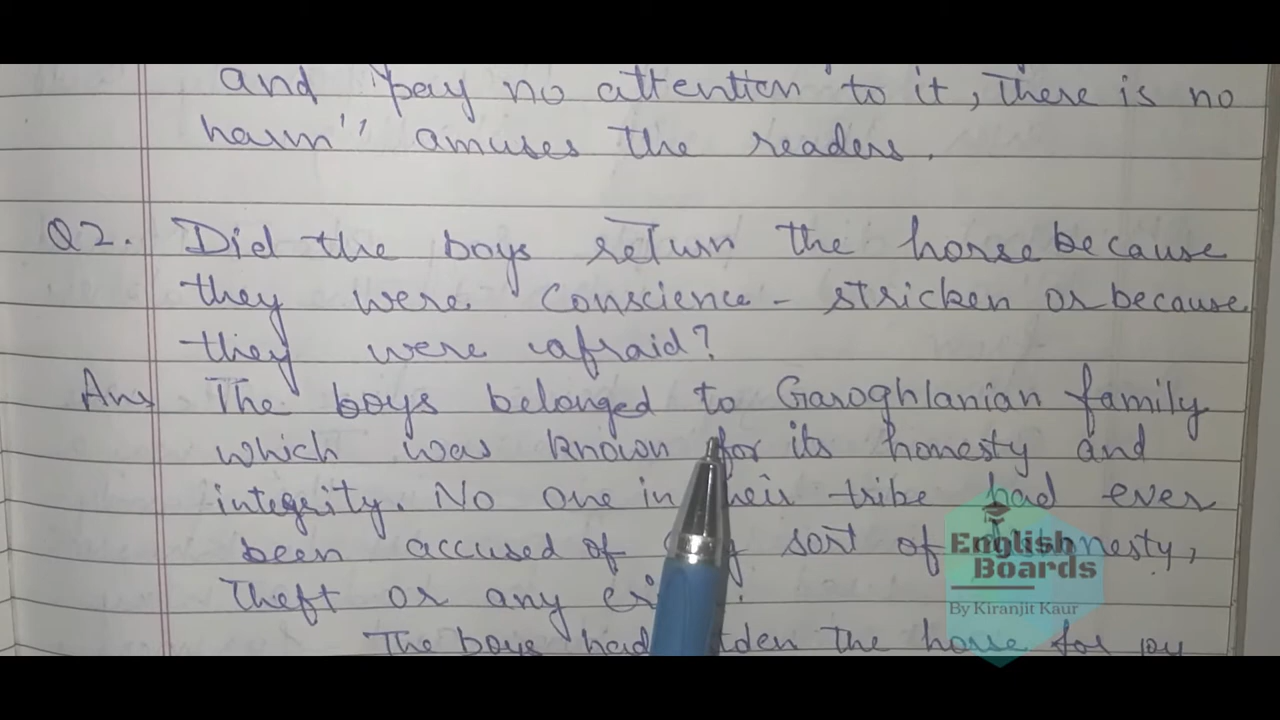 and pay no attention to it, There is no
harm" amuses the readers.
Q2. Did the boys return the horse because
they were conscience - stricken or because
they were afraid?
Ans The boys belonged to Garoghlanian family
which was known for its honesty and
integrity. No one in their tribe had ever
been accused of sort of
Theft or any
The boys had the horse for joy
English
Boards
By Kiranjit Kaur